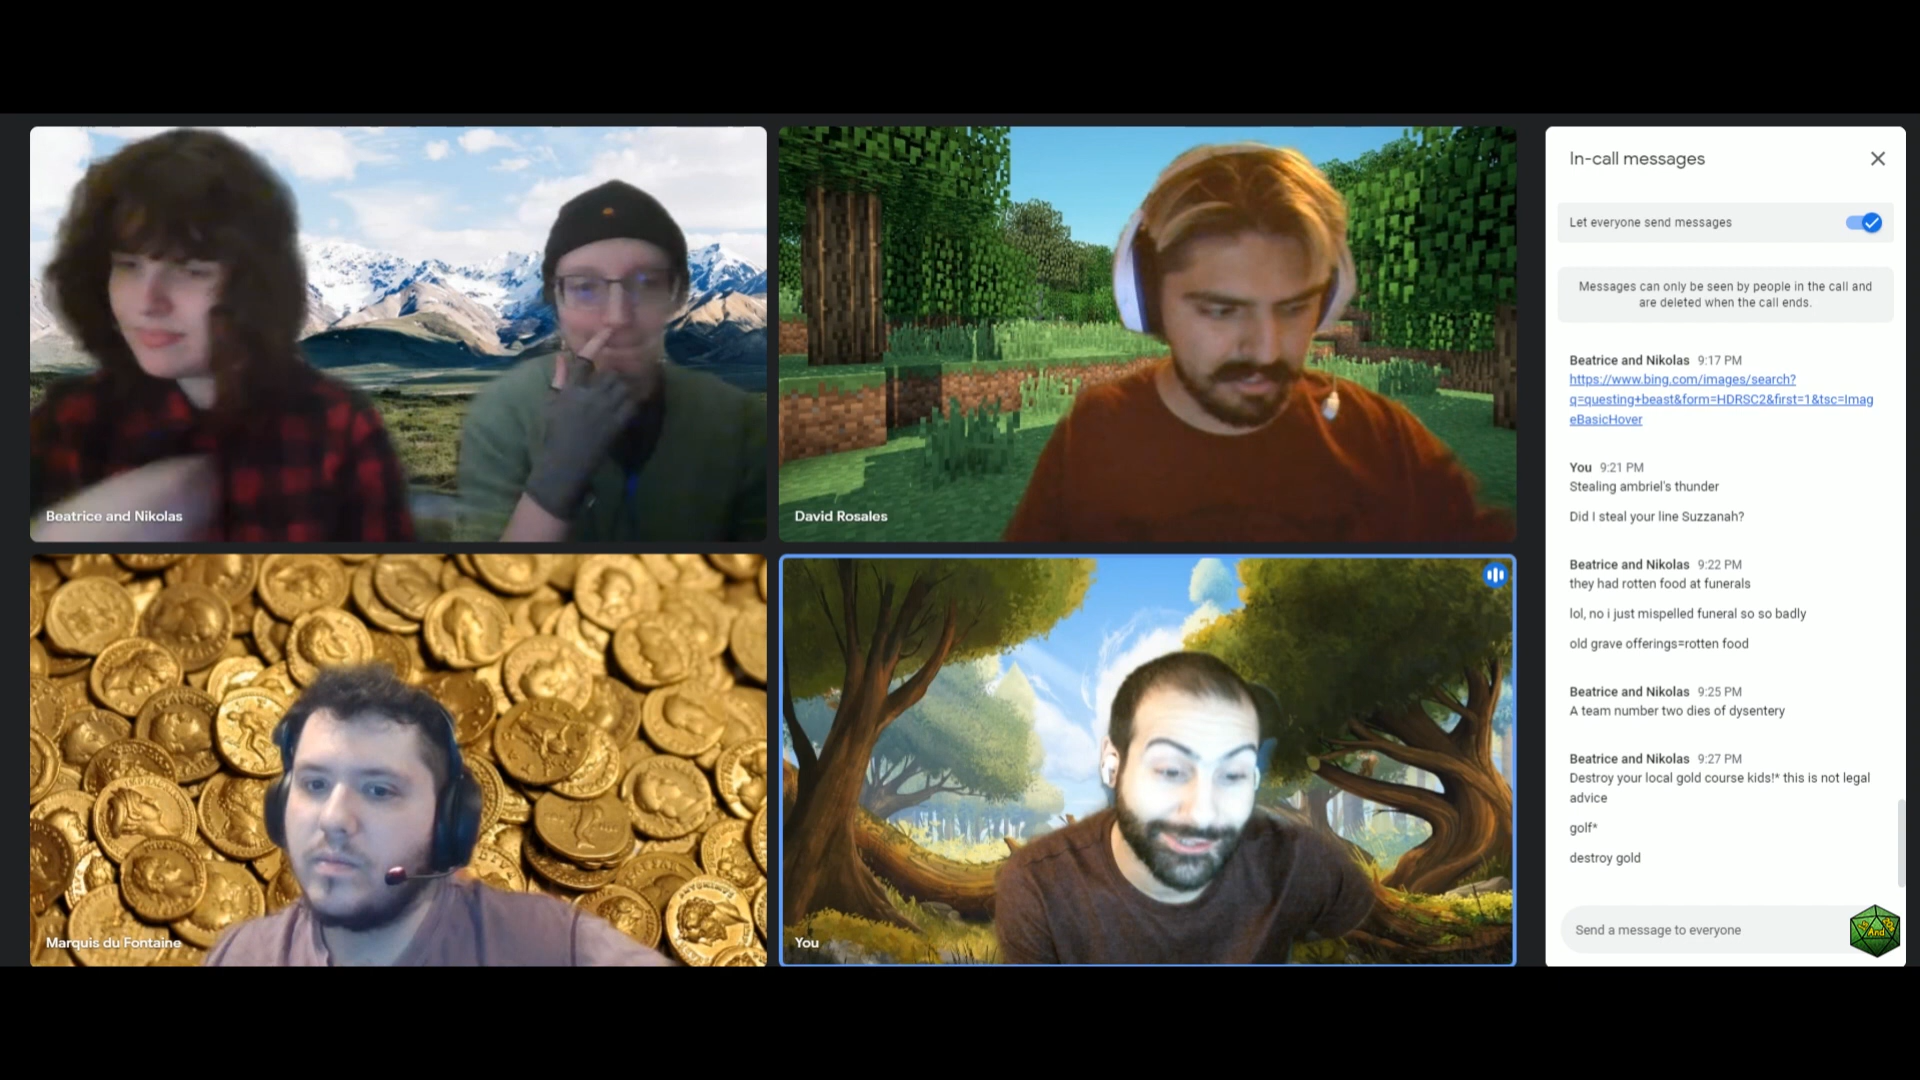 Beatrice and Nikolas
David Rosales
Marquis du Fontaine
You
In-call messages
Let everyone send messages
Messages can only be seen by people in the call and
are deleted when the call ends.
Beatrice and Nikolas 9:17 PM
https://www.bing.com/images/search?
q=questing+beast&form=HDRSC2&first=1&tsc=Imag
eBasicHover
You 9:21 PM
Stealing ambriel's thunder
Did I steal your line Suzzanah?
Beatrice and Nikolas 9:22 PM
they had rotten food at funerals
lol, no i just mispelled funeral so so badly
old grave offerings=rotten food
Beatrice and Nikolas 9:25 PM
A team number two dies of dysentery
Beatrice and Nikolas 9:27 PM
Destroy your local gold course kids!* this is not legal
advice
golf*
destroy gold
Send a message to everyone
And